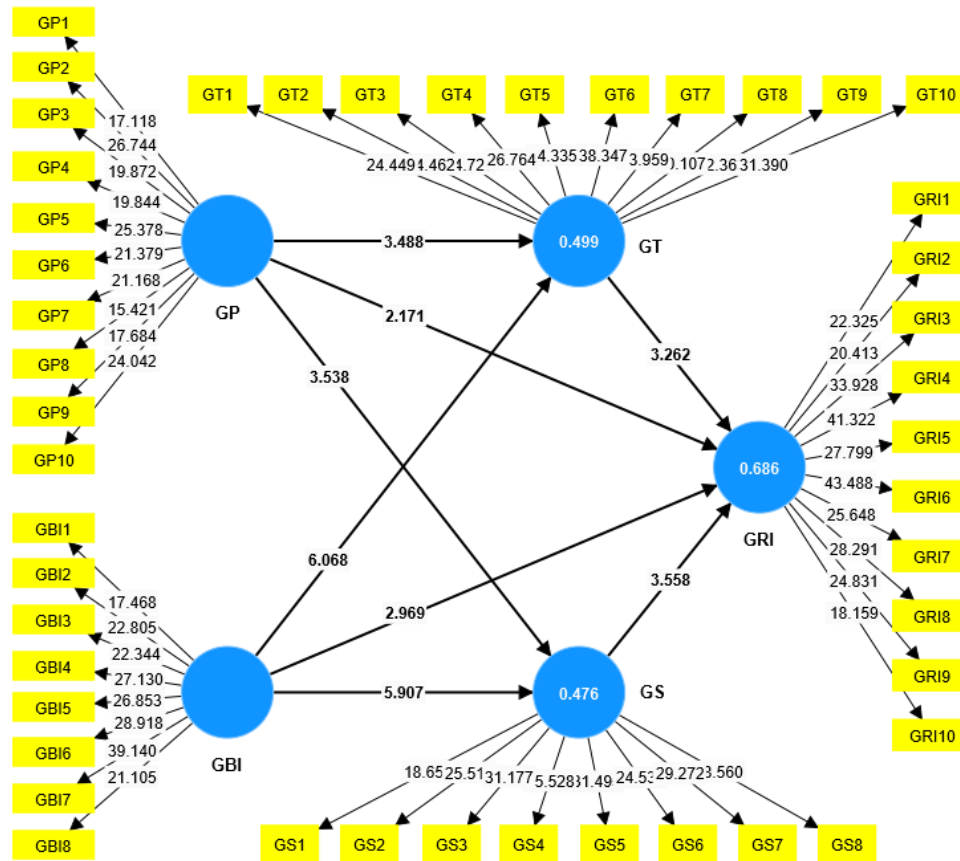 GP1
GP2
GP3
GP4
GP5
GP6
GP7
GP8
GP9
GP10
17.118
26.744
19.872
19.844
25.378
21.379
21.168
15.421
17.684
24.042
GP
GT1 GT2 GT3 GT4 GT5 GT6 GT7 GT8 GT9 GT10
24.449 26.764 38.347 31.390
0.499
GT
3.488
2.171
3.538
3.262
6.068
2.969
5.907
3.558
GRI1
GRI2
GRI3
GRI4
GRI5
GRI6
GRI7
GRI8
GRI9
GRI10
22.325
20.413
33.928
41.322
27.799
43.488
25.648
28.291
24.831
18.159
0.686
GRI
GBI1
GBI2
GBI3
GBI4
GBI5
GBI6
GBI7
GBI8
17.468
22.805
22.344
27.130
26.853
28.918
39.140
21.105
GBI
0.476
GS
31.177
GS1 GS2 GS3 GS4 GS5 GS6 GS7 GS8